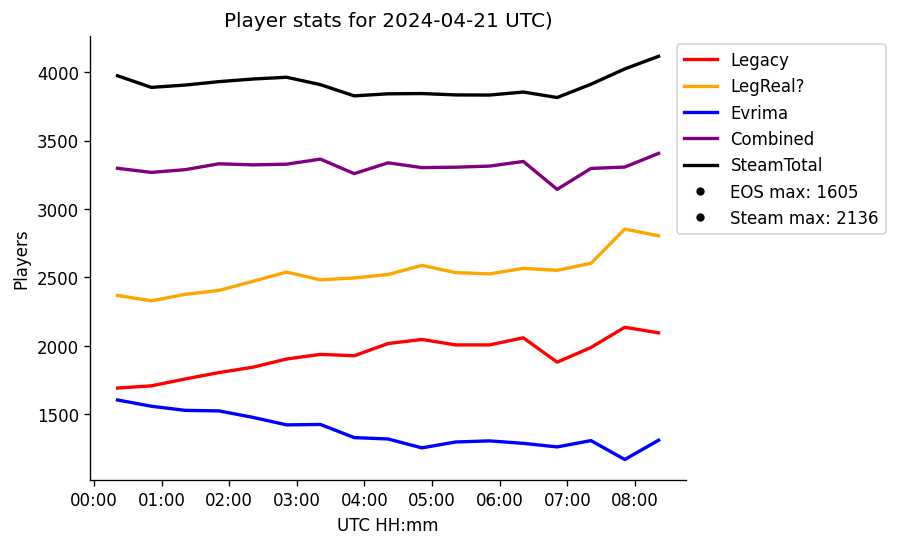 Player stats for 2024-04-21 UTC)
4000
3500
3000
2500
2000
1500
Players
00:00 01:00 02:00 03:00 04:00 05:00 06:00 07:00 08:00
UTC HH:mm
Legacy
LegReal?
Evrima
Combined
SteamTotal
EOS max: 1605
Steam max: 2136